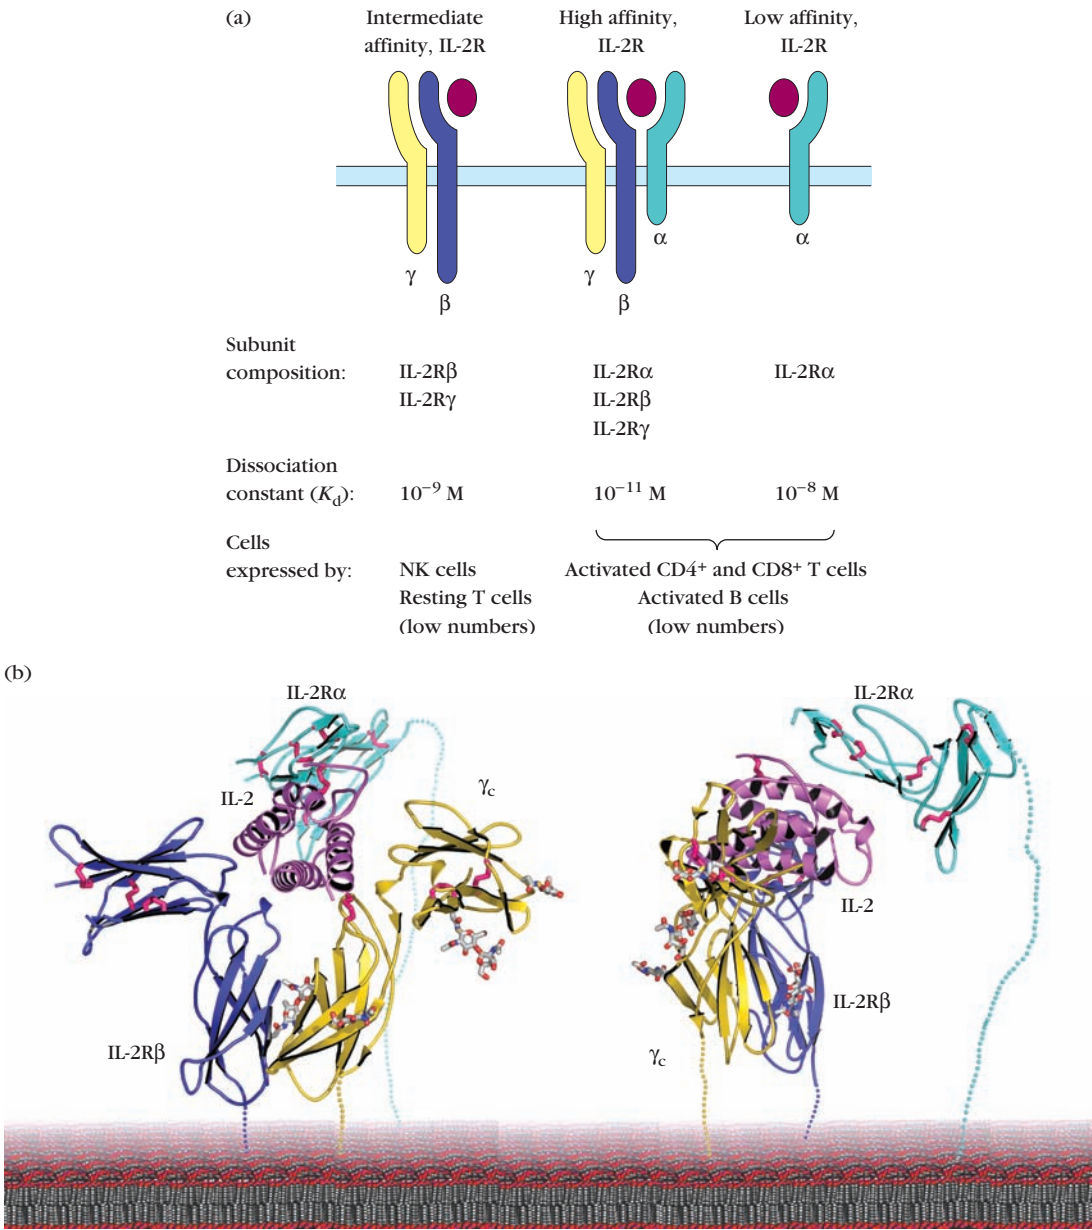 (a)
Intermediate
affinity, IL-2R
High affinity,
IL-2R
Low affinity,
IL-2R
γ
β
γ
β
α
α
Subunit
composition:
IL-2Rβ
IL-2Rγ
IL-2Rα
IL-2Rβ
IL-2Rγ
IL-2Rα
Dissociation
constant (Kd):
10⁻⁹ M
10⁻¹¹ M
10⁻⁸ M
Cells
expressed by:
NK cells
Resting T cells
(low numbers)
Activated CD4⁺ and CD8⁺ T cells
Activated B cells
(low numbers)
(b)
IL-2Rα
IL-2
γc
IL-2Rβ
IL-2Rα
IL-2
IL-2Rβ
γc